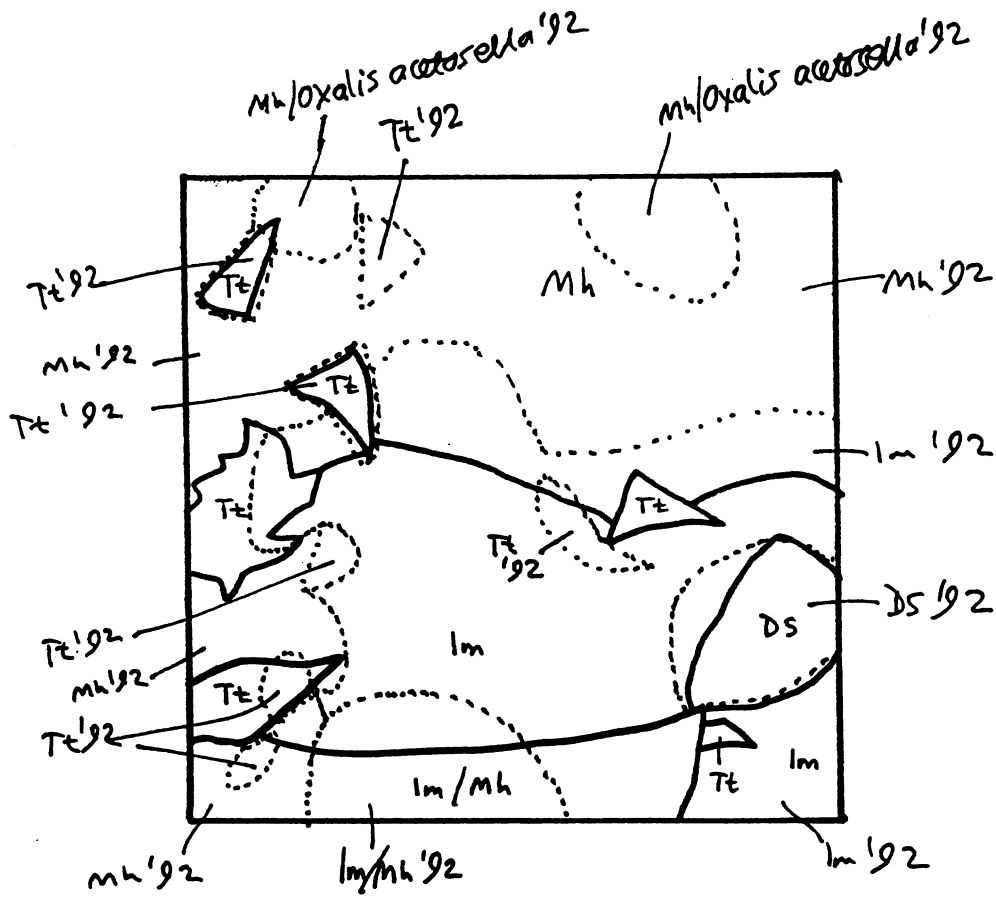 Mh/Oxalis acetosella '92
Mh/Oxalis acetosella '92
Tt '92
Tt '92
Tt
Mh
Mh '92
Mh '92
Tt '92
Tt
Im '92
Tt
Tt
Tt '92
Ds '92
Ds
Tt '92
Im
Mh '92
Tt
Tt '92
Im/Mh
Tt
Im
Mh '92
Im/Mh '92
Im '92